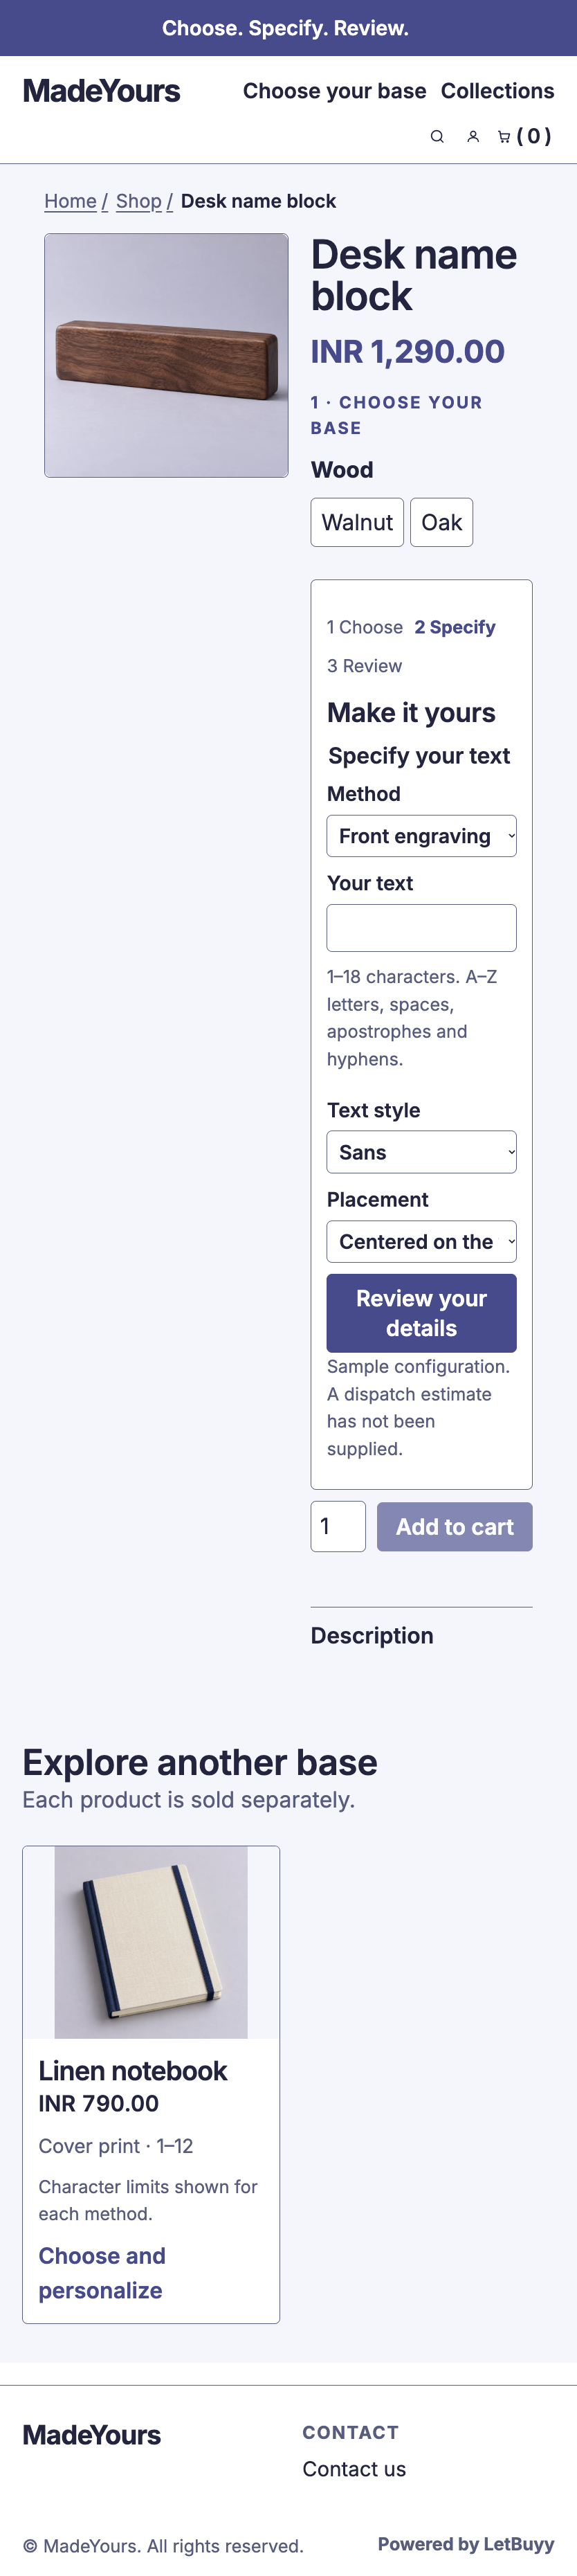 Choose. Specify. Review.
MadeYours
Choose your base
Collections
(0)
Home / Shop / Desk name block
Desk name
block
INR 1,290.00
1 · CHOOSE YOUR
BASE
Wood
Walnut
Oak
1 Choose 2 Specify
3 Review
Make it yours
Specify your text
Method
Front engraving
Your text
1–18 characters. A–Z
letters, spaces,
apostrophes and
hyphens.
Text style
Sans
Placement
Centered on the
Review your
details
Sample configuration.
A dispatch estimate
has not been
supplied.
1
Add to cart
Description
Explore another base
Each product is sold separately.
Linen notebook
INR 790.00
Cover print · 1–12
Character limits shown for
each method.
Choose and
personalize
MadeYours
CONTACT
Contact us
© MadeYours. All rights reserved.
Powered by LetBuyy